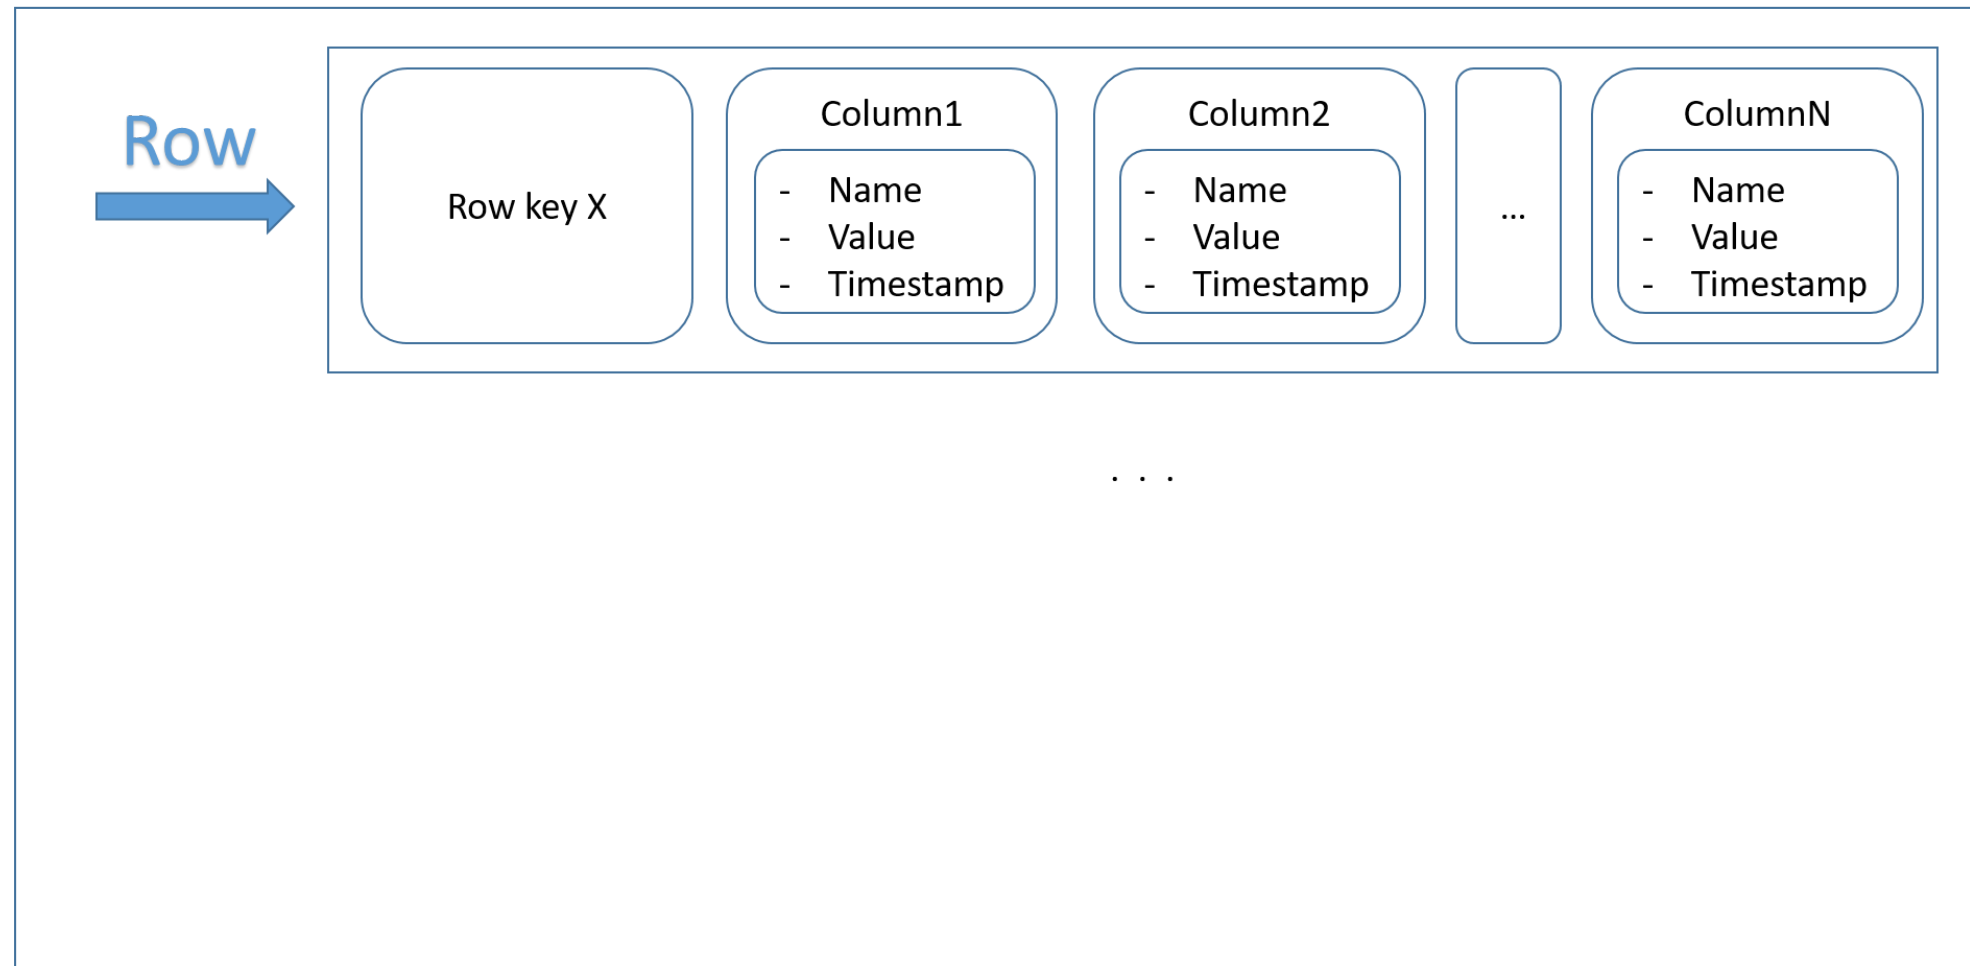 Row
Row key X
Column1
- Name
- Value
- Timestamp
Column2
- Name
- Value
- Timestamp
...
ColumnN
- Name
- Value
- Timestamp
. . .